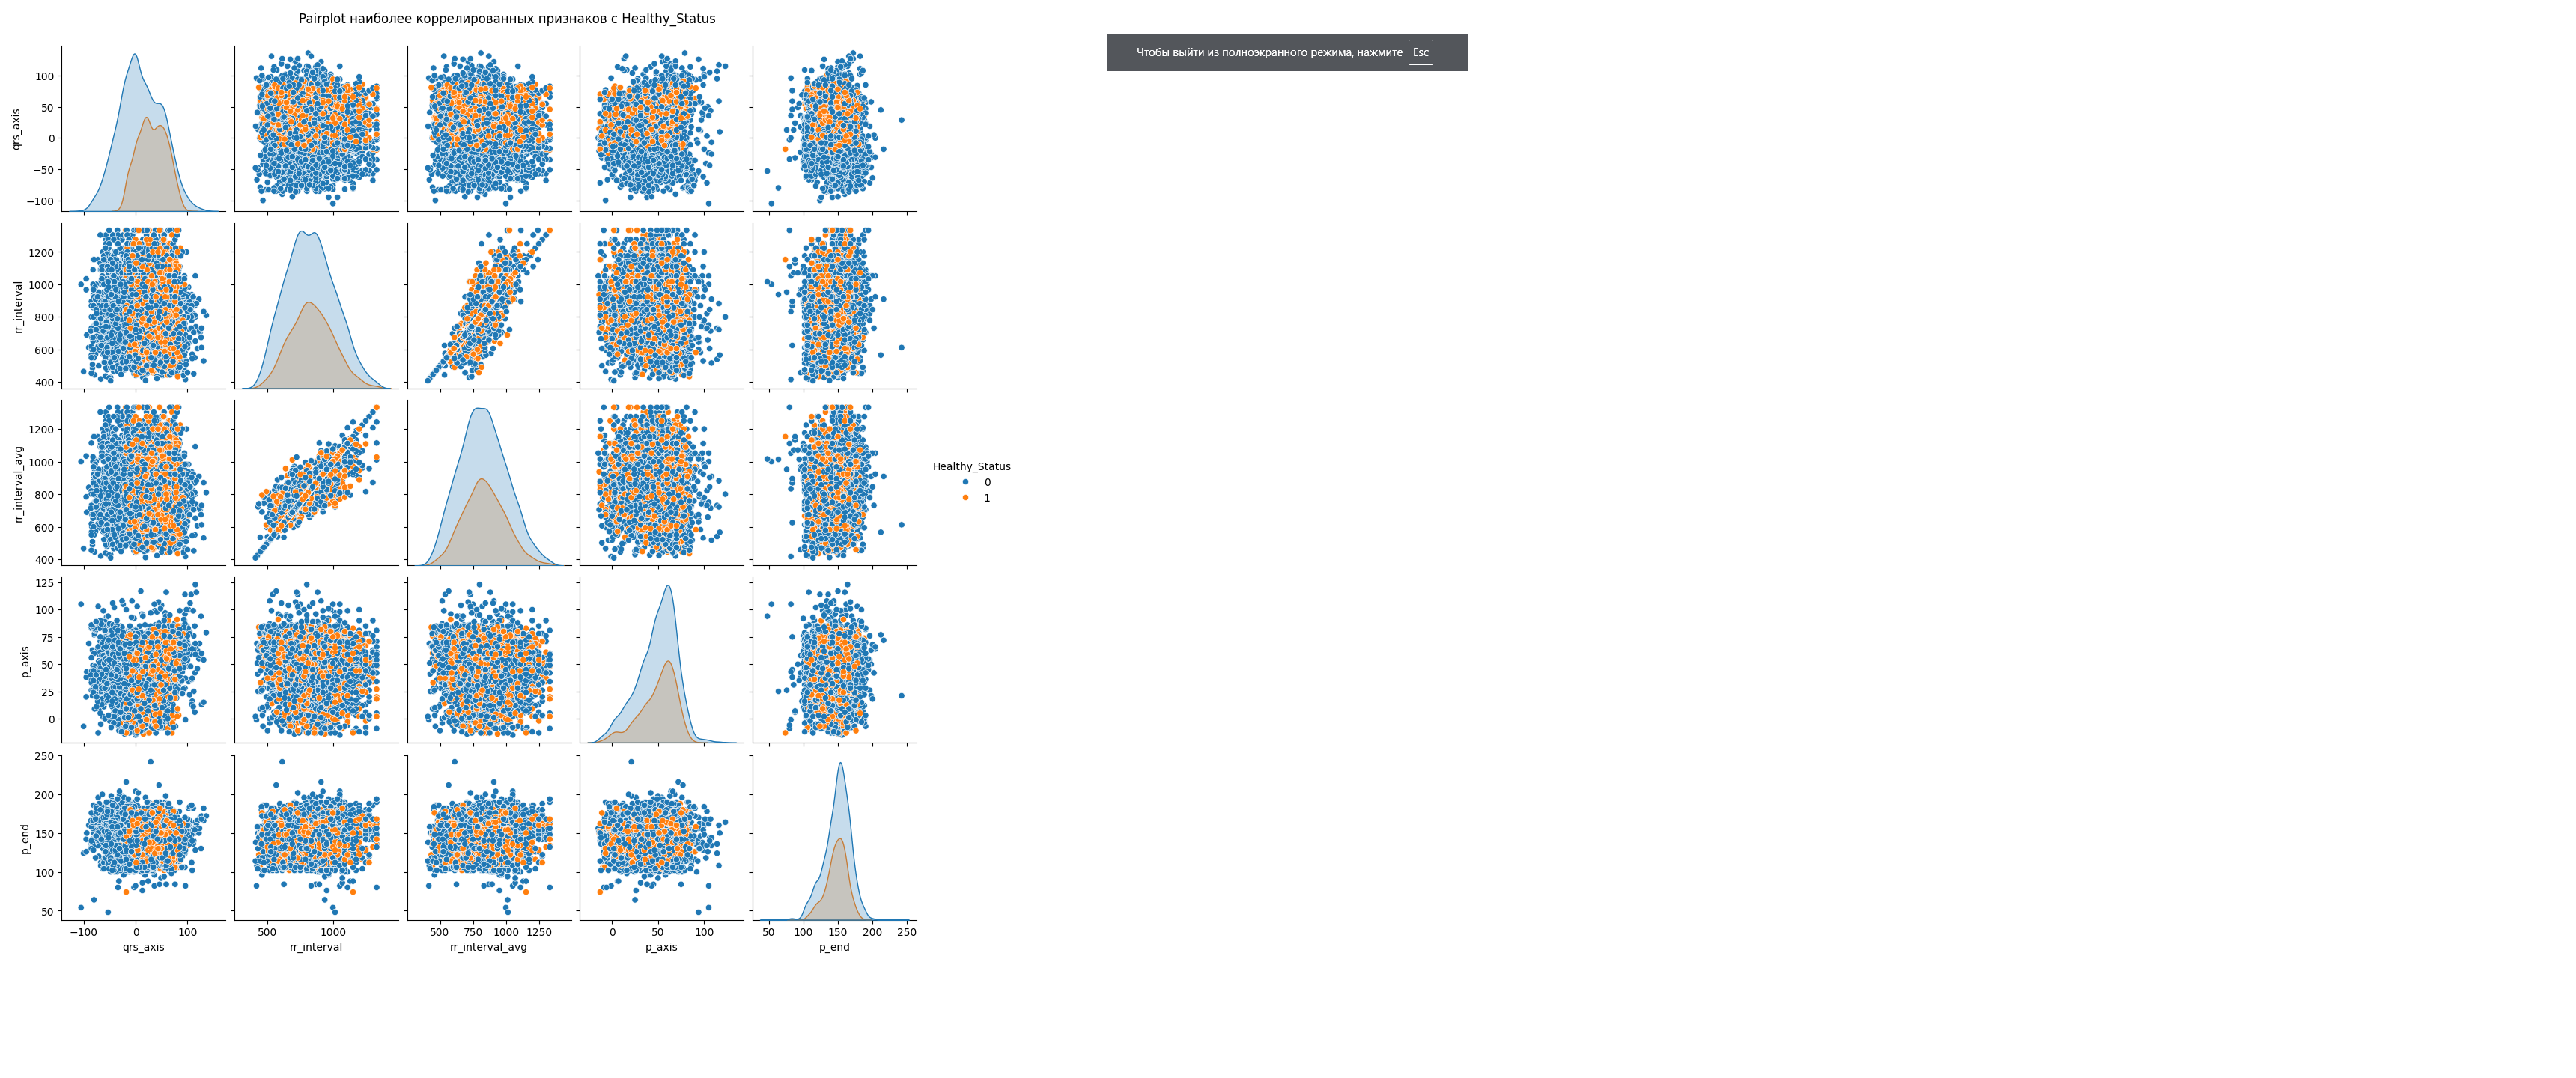 Pairplot наиболее коррелированных признаков с Healthy_Status
Чтобы выйти из полноэкранного режима, нажмите Esc
qrs_axis
100
50
0
−50
−100
rr_interval
1200
1000
800
600
400
rr_interval_avg
1200
1000
800
600
400
Healthy_Status
0
1
p_axis
125
100
75
50
25
0
p_end
250
200
150
100
50
−100 0 100 500 1000 500 750 1000 1250 0 50 100 50 100 150 200 250
qrs_axis rr_interval rr_interval_avg p_axis p_end